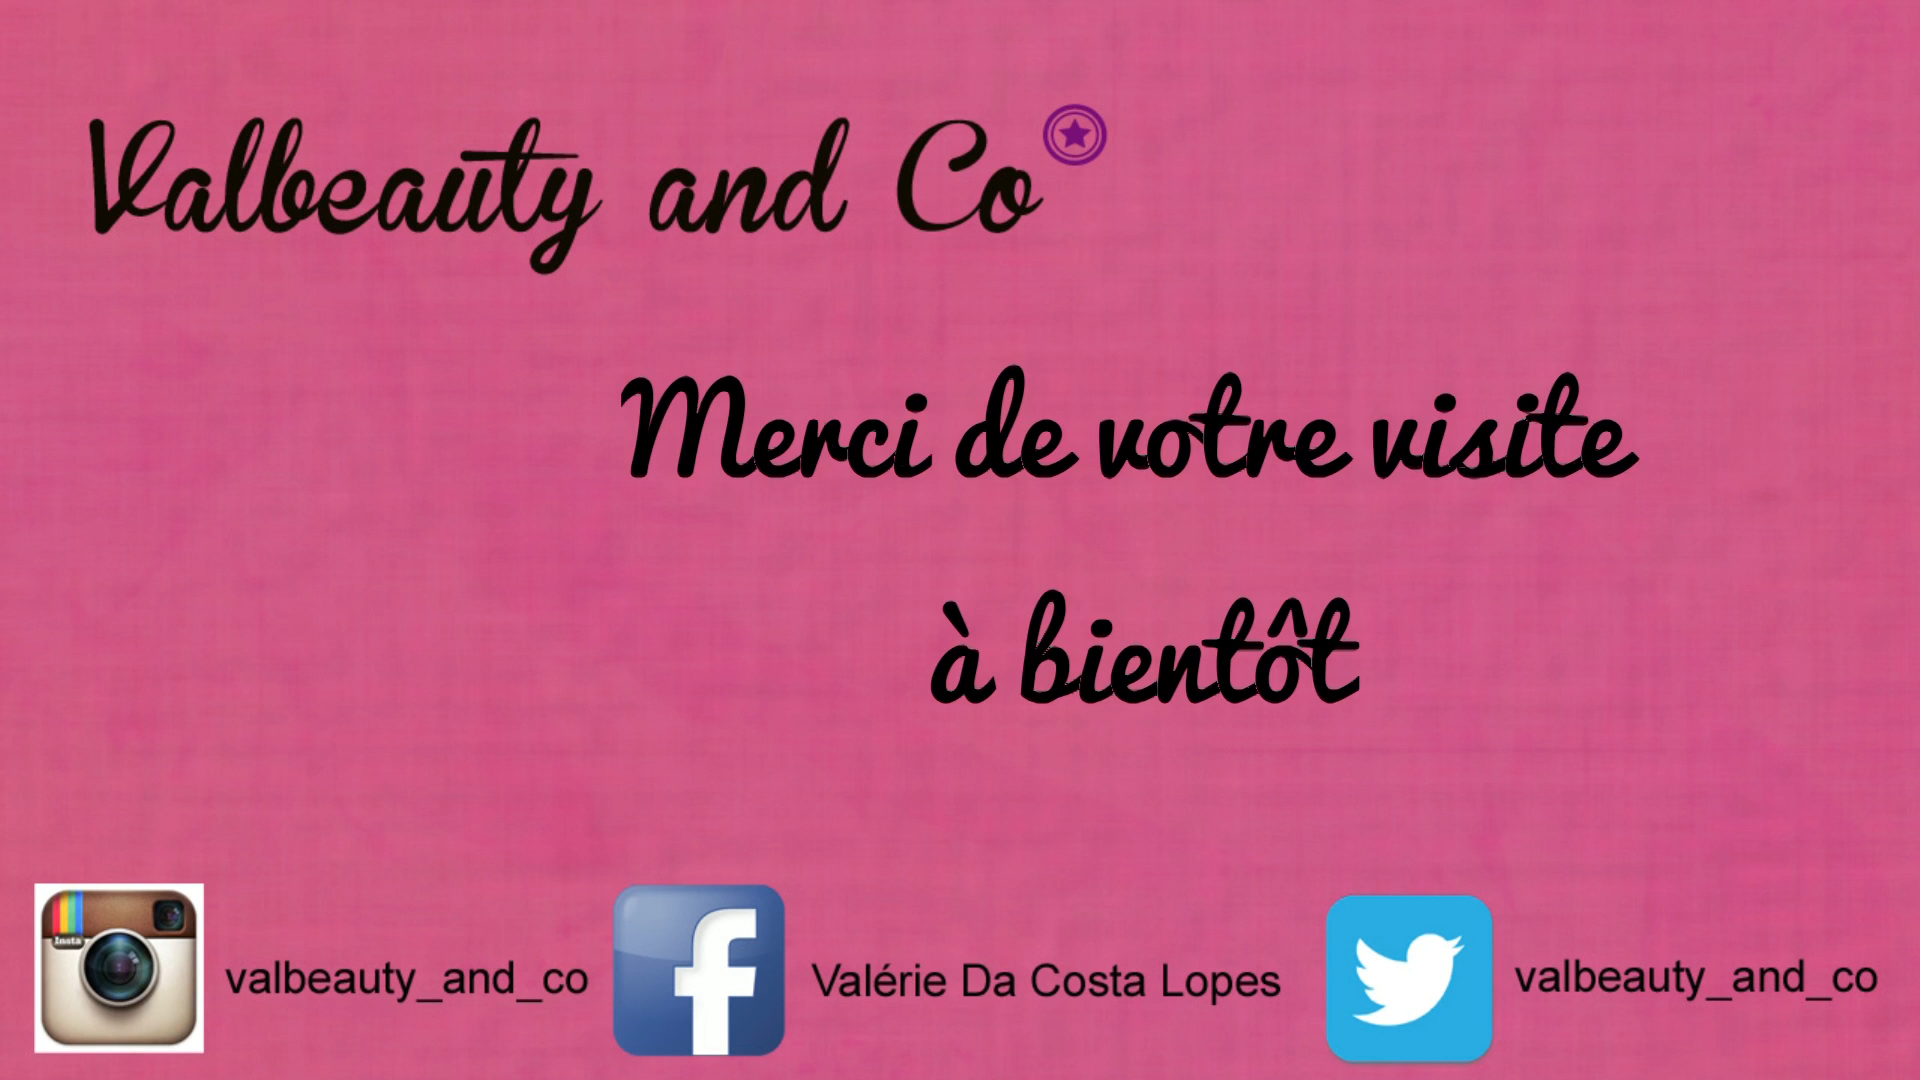 Valbeauty and Co
Merci de votre visite
à bientôt
Insta
valbeauty_and_co
Valérie Da Costa Lopes
valbeauty_and_co